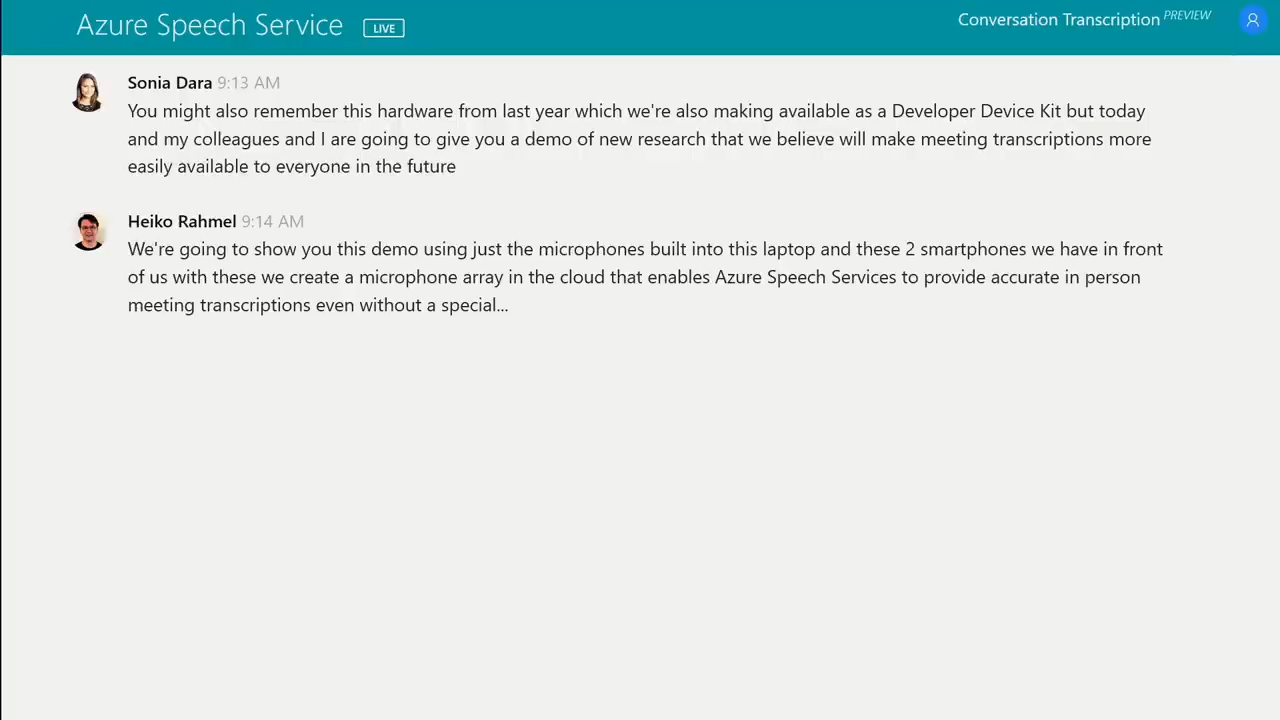 Azure Speech Service LIVE
Conversation Transcription PREVIEW
Sonia Dara 9:13 AM
You might also remember this hardware from last year which we're also making available as a Developer Device Kit but today
and my colleagues and I are going to give you a demo of new research that we believe will make meeting transcriptions more
easily available to everyone in the future
Heiko Rahmel 9:14 AM
We're going to show you this demo using just the microphones built into this laptop and these 2 smartphones we have in front
of us with these we create a microphone array in the cloud that enables Azure Speech Services to provide accurate in person
meeting transcriptions even without a special...